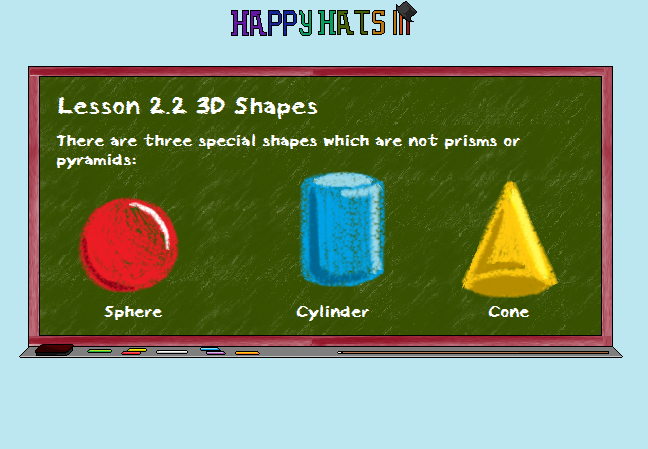 HAPPY HATS III
Lesson 2.2 3D Shapes
There are three special shapes which are not prisms or
pyramids:
Sphere
Cylinder
Cone